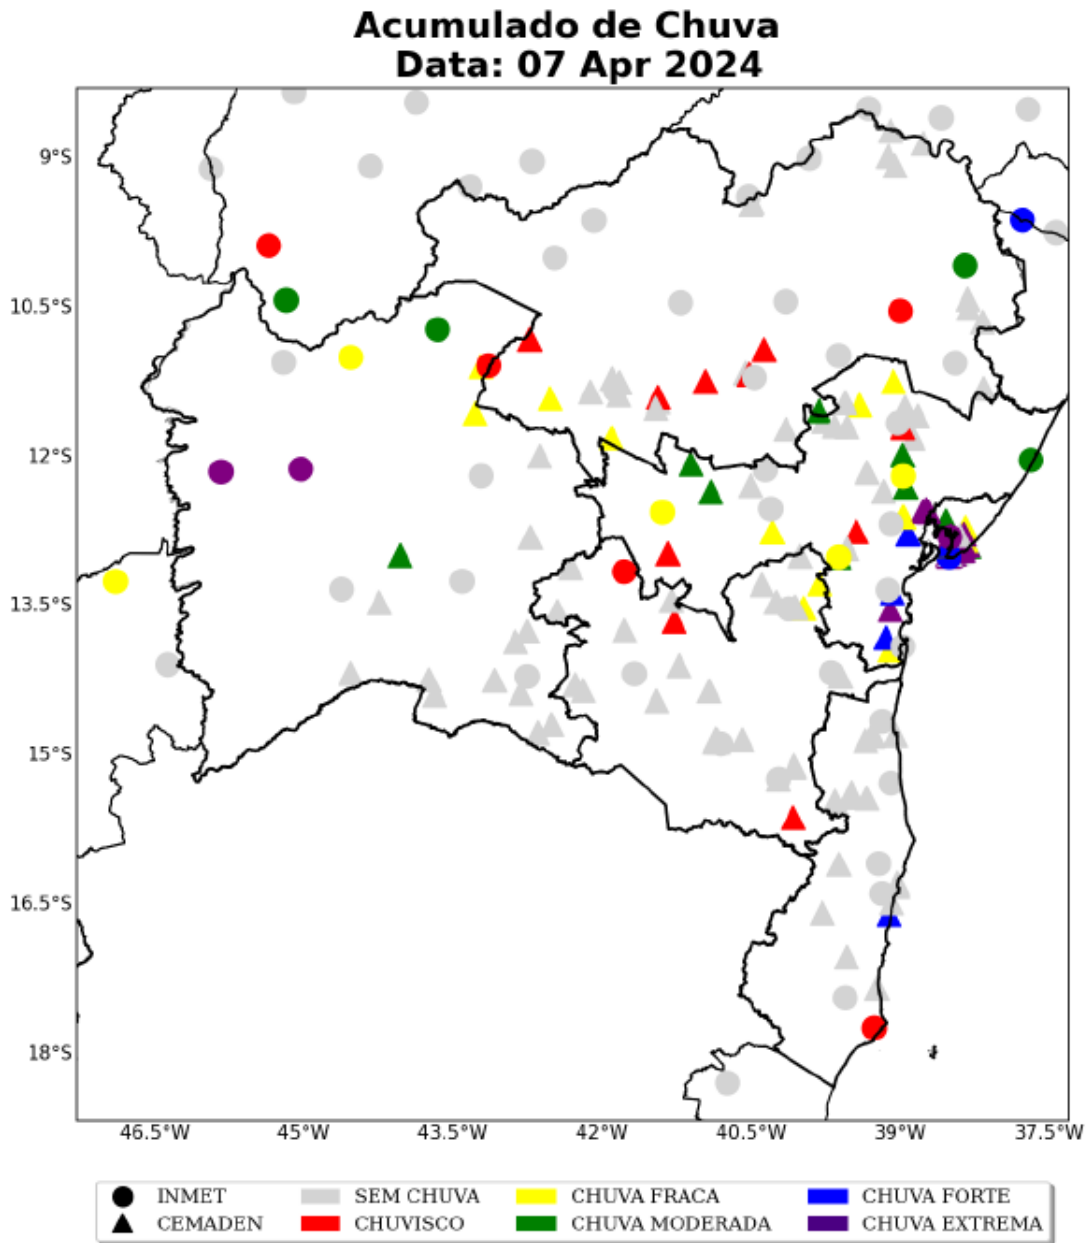 Acumulado de Chuva
Data: 07 Apr 2024
9°S
10.5°S
12°S
13.5°S
15°S
16.5°S
18°S
46.5°W 45°W 43.5°W 42°W 40.5°W 39°W 37.5°W
INMET SEM CHUVA CHUVA FRACA CHUVA FORTE
CEMADEN CHUVISCO CHUVA MODERADA CHUVA EXTREMA